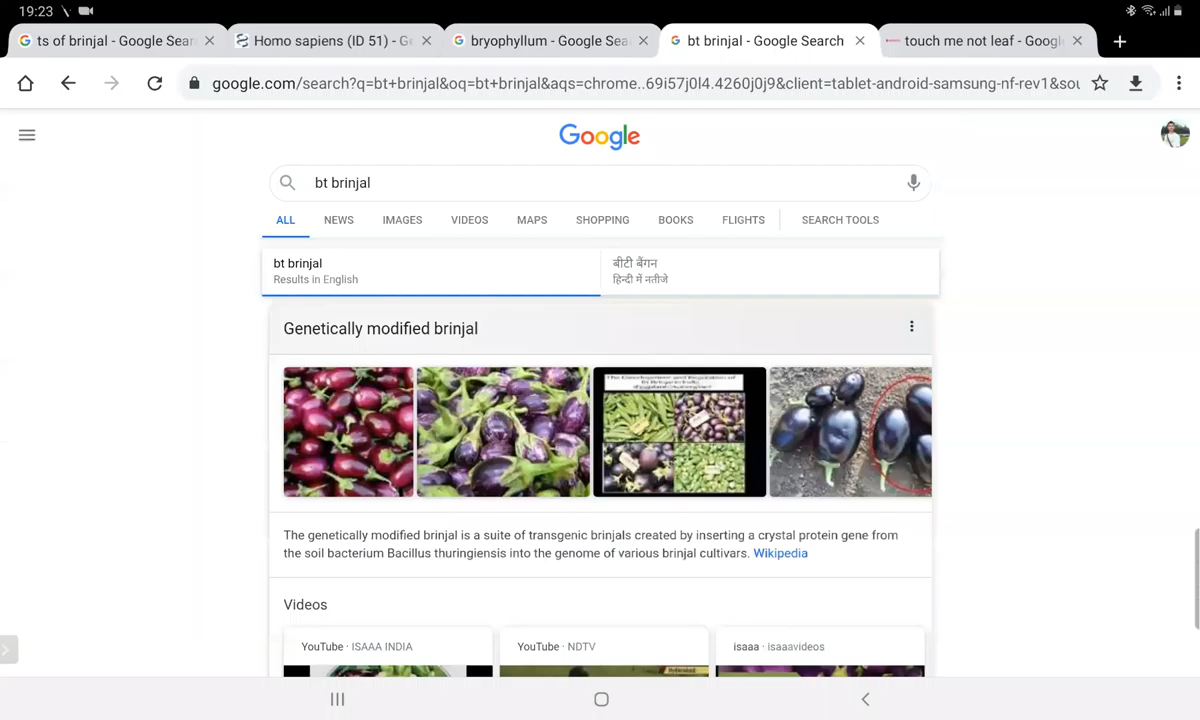 19:23
ts of brinjal - Google Sear
Homo sapiens (ID 51) - Ge
bryophyllum - Google Sea
bt brinjal - Google Search
touch me not leaf - Googl
google.com/search?q=bt+brinjal&oq=bt+brinjal&aqs=chrome..69i57j0l4.4260j0j9&client=tablet-android-samsung-nf-rev1&sou
Google
bt brinjal
ALL NEWS IMAGES VIDEOS MAPS SHOPPING BOOKS FLIGHTS SEARCH TOOLS
bt brinjal
Results in English
बीटी बैंगन
हिन्दी में नतीजे
Genetically modified brinjal
The genetically modified brinjal is a suite of transgenic brinjals created by inserting a crystal protein gene from
the soil bacterium Bacillus thuringiensis into the genome of various brinjal cultivars. Wikipedia
Videos
YouTube · ISAAA INDIA
YouTube · NDTV
isaaa · isaaavideos